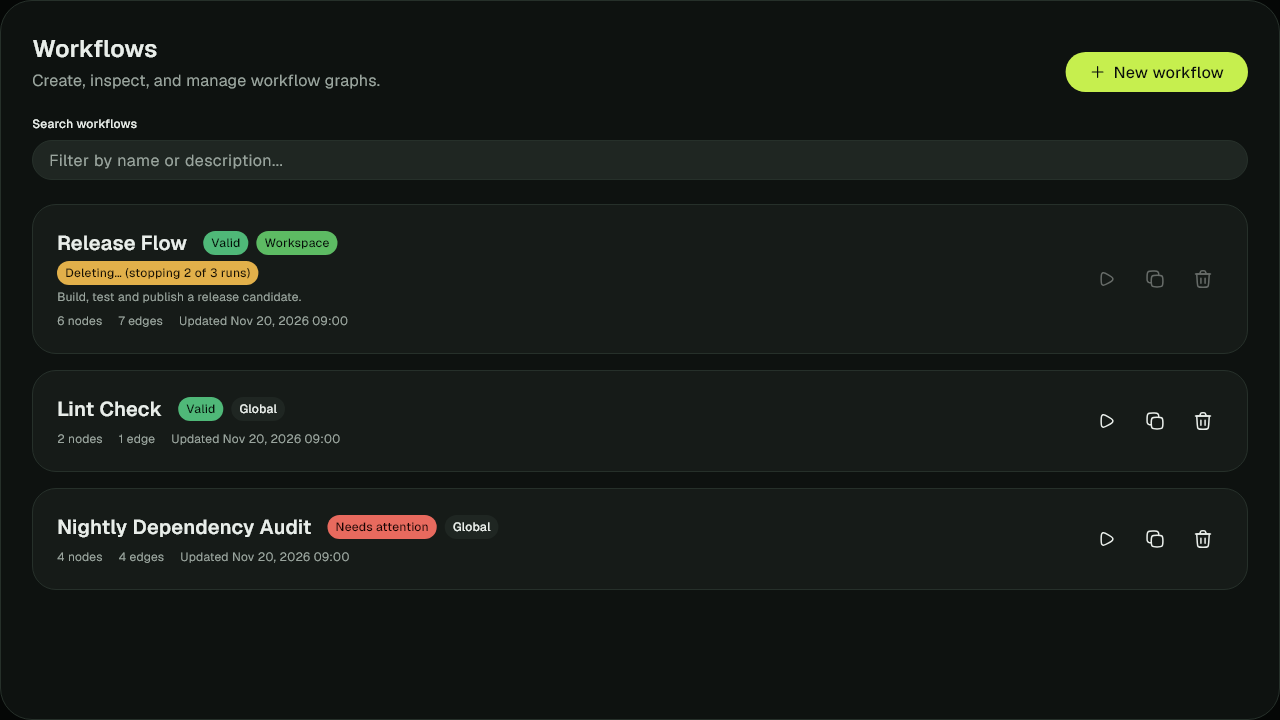 Workflows
Create, inspect, and manage workflow graphs.
New workflow
Search workflows
Filter by name or description...
Release Flow Valid Workspace
Deleting... (stopping 2 of 3 runs)
Build, test and publish a release candidate.
6 nodes 7 edges Updated Nov 20, 2026 09:00
Lint Check Valid Global
2 nodes 1 edge Updated Nov 20, 2026 09:00
Nightly Dependency Audit Needs attention Global
4 nodes 4 edges Updated Nov 20, 2026 09:00